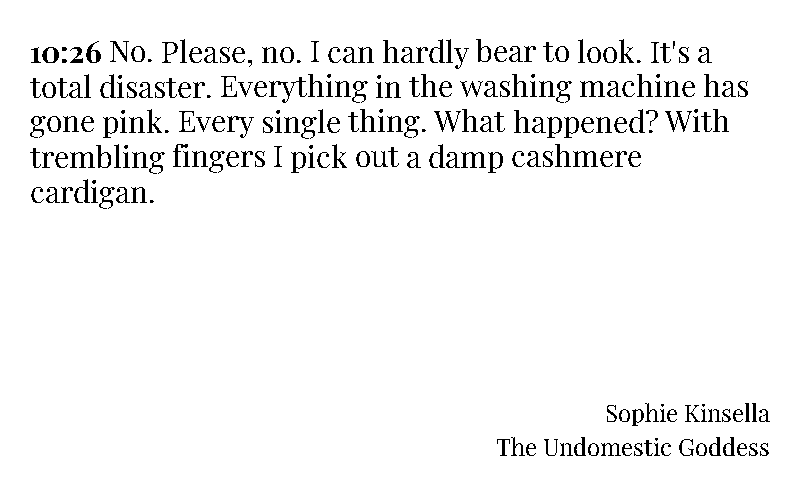 10:26 No. Please, no. I can hardly bear to look. It's a
total disaster. Everything in the washing machine has
gone pink. Every single thing. What happened? With
trembling fingers I pick out a damp cashmere
cardigan.
Sophie Kinsella
The Undomestic Goddess